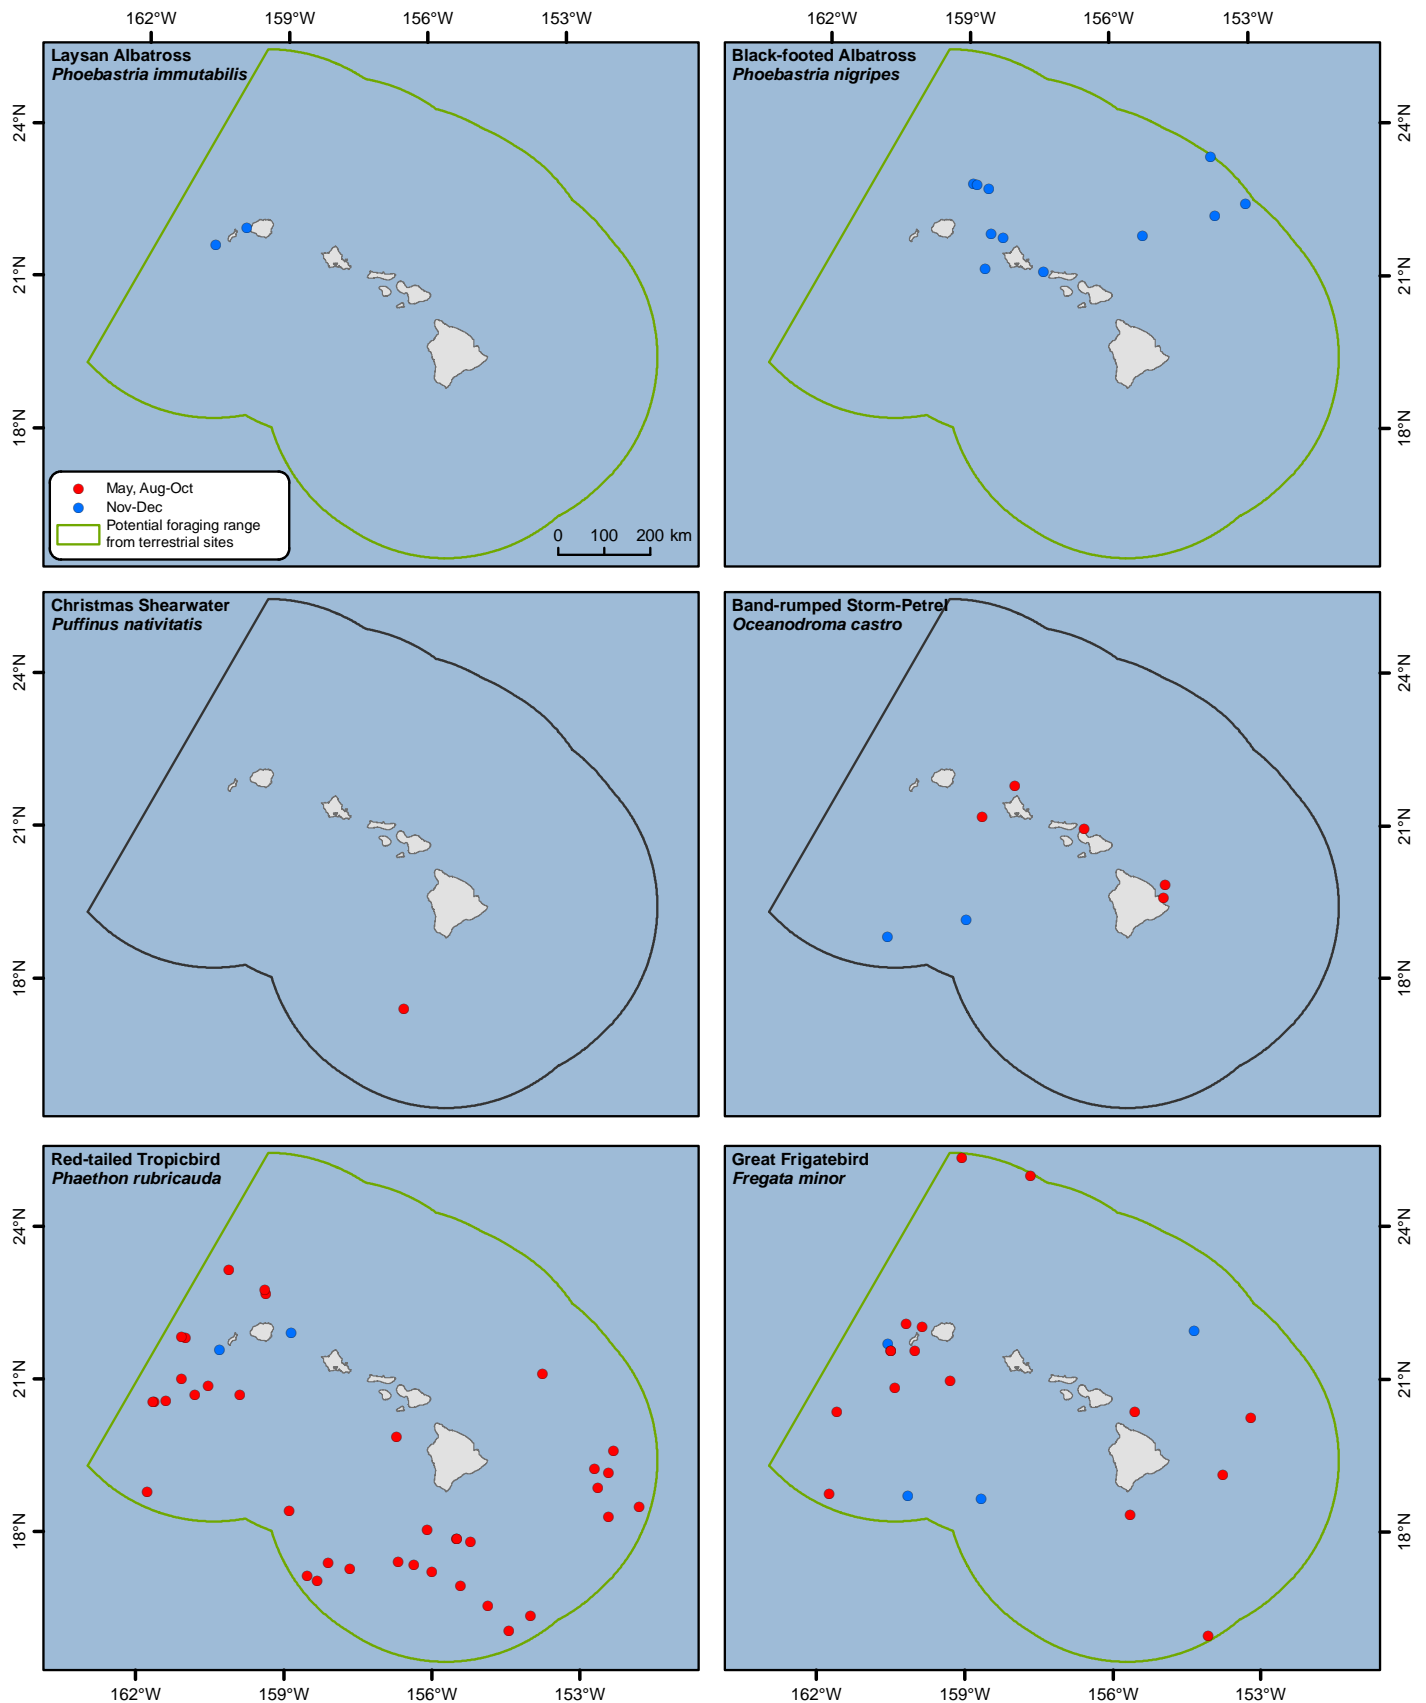 162°W 159°W 156°W 153°W 162°W 159°W 156°W 153°W
Laysan Albatross
Phoebastria immutabilis
Black-footed Albatross
Phoebastria nigripes
24°N
24°N
21°N
21°N
18°N
18°N
May, Aug-Oct
Nov-Dec
Potential foraging range
from terrestrial sites
0 100 200 km
Christmas Shearwater
Puffinus nativitatis
Band-rumped Storm-Petrel
Oceanodroma castro
24°N
24°N
21°N
21°N
18°N
18°N
Red-tailed Tropicbird
Phaethon rubricauda
Great Frigatebird
Fregata minor
24°N
24°N
21°N
21°N
18°N
18°N
162°W 159°W 156°W 153°W 162°W 159°W 156°W 153°W